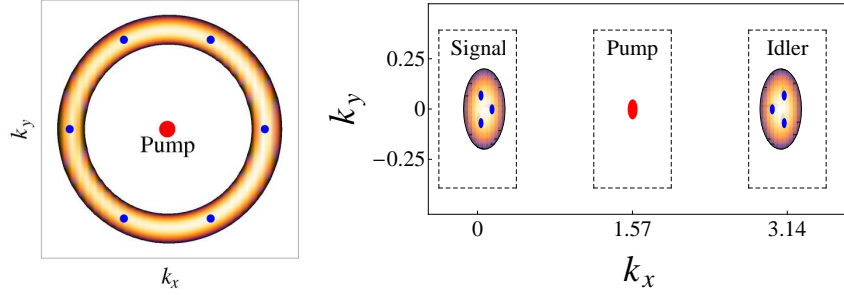 k_y
Pump
k_x
k_y
0.25
0
−0.25
Signal
Pump
Idler
0
1.57
3.14
k_x